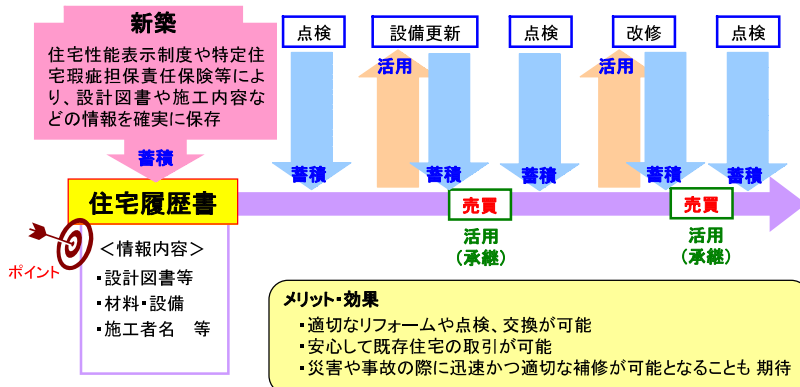 新築
住宅性能表示制度や特定住
宅瑕疵担保責任保険等によ
り、設計図書や施工内容な
どの情報を確実に保存
蓄積
点検
設備更新
点検
改修
点検
活用
活用
蓄積
蓄積
蓄積
蓄積
蓄積
住宅履歴書
売買
売買
活用
(承継)
活用
(承継)
ポイント
＜情報内容＞
・設計図書等
・材料・設備
・施工者名　等
メリット・効果
・適切なリフォームや点検、交換が可能
・安心して既存住宅の取引が可能
・災害や事故の際に迅速かつ適切な補修が可能となることも 期待